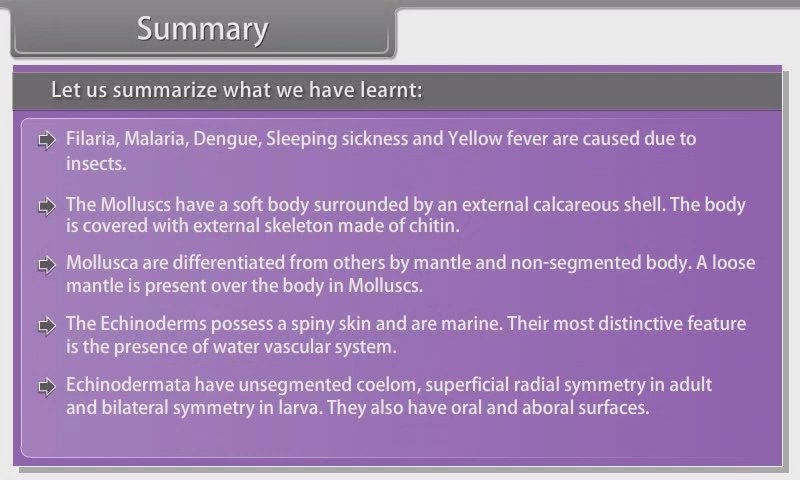 Summary
Let us summarize what we have learnt:
Filaria, Malaria, Dengue, Sleeping sickness and Yellow fever are caused due to
insects.
The Molluscs have a soft body surrounded by an external calcareous shell. The body
is covered with external skeleton made of chitin.
Mollusca are differentiated from others by mantle and non-segmented body. A loose
mantle is present over the body in Molluscs.
The Echinoderms possess a spiny skin and are marine. Their most distinctive feature
is the presence of water vascular system.
Echinodermata have unsegmented coelom, superficial radial symmetry in adult
and bilateral symmetry in larva. They also have oral and aboral surfaces.